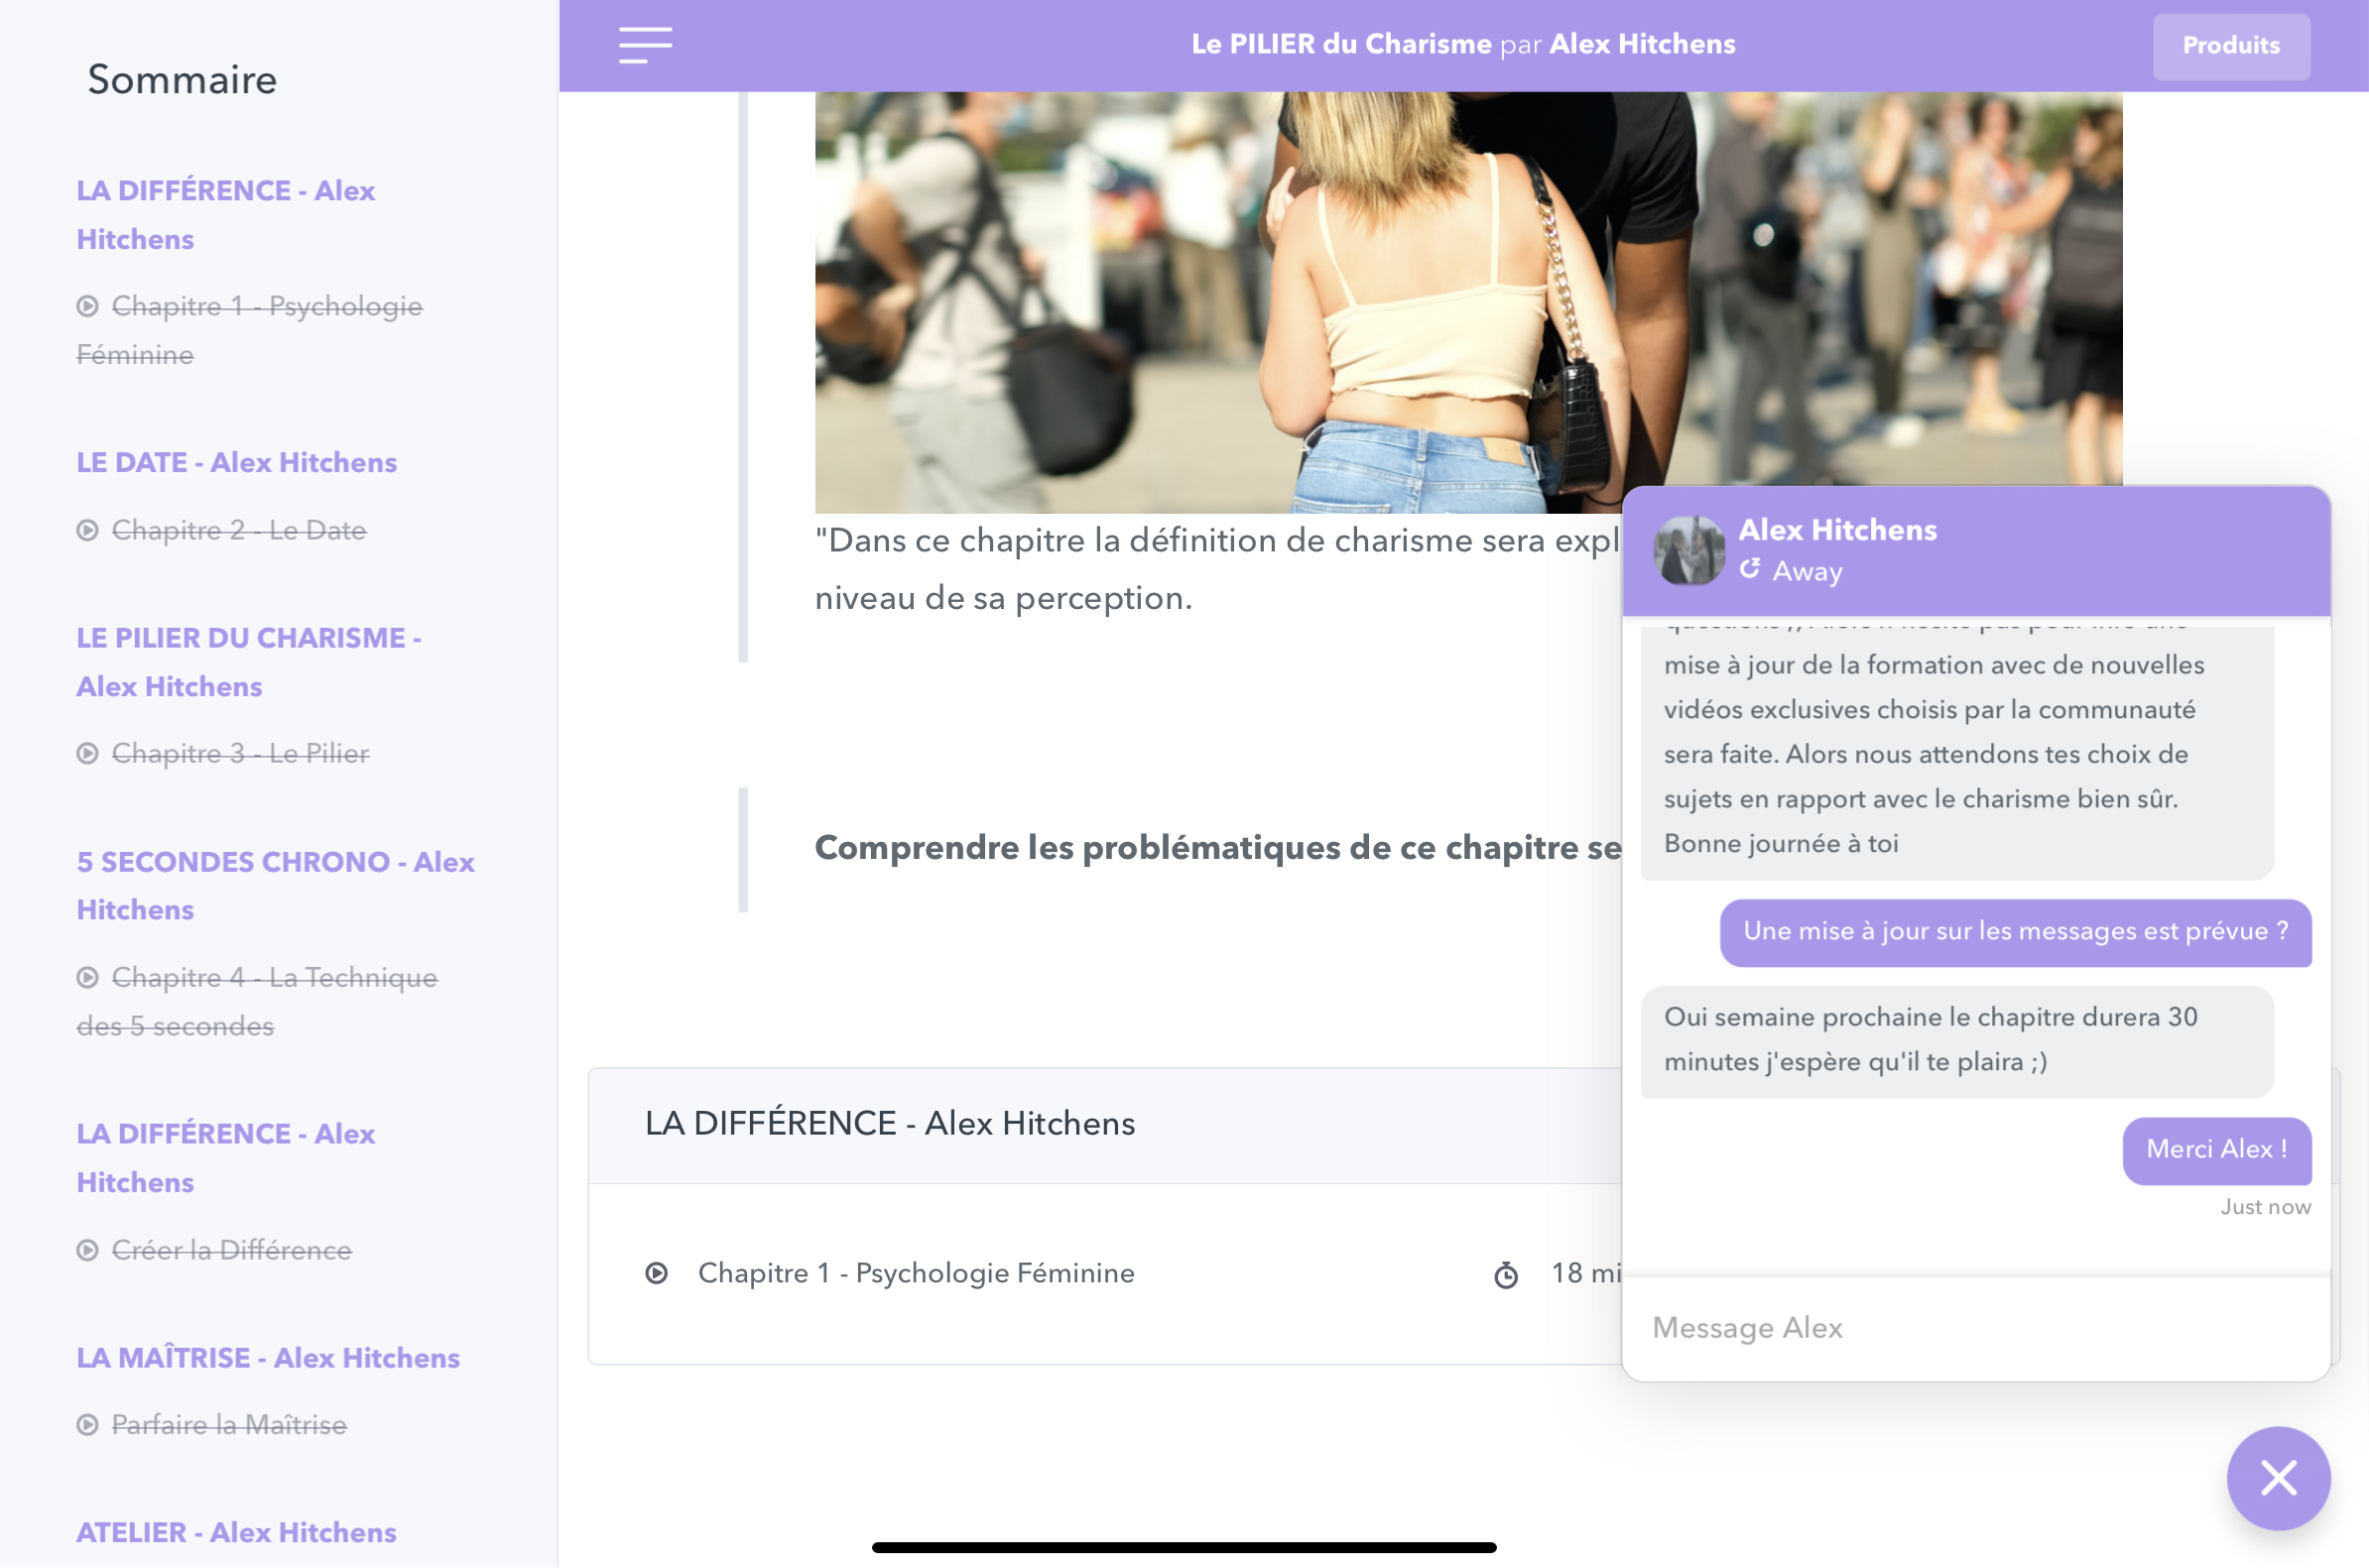 Sommaire
LA DIFFÉRENCE - Alex
Hitchens
Chapitre 1 - Psychologie
Féminine
LE DATE - Alex Hitchens
Chapitre 2 - Le Date
LE PILIER DU CHARISME -
Alex Hitchens
Chapitre 3 - Le Pilier
5 SECONDES CHRONO - Alex
Hitchens
Chapitre 4 - La Technique
des 5 secondes
LA DIFFÉRENCE - Alex
Hitchens
Créer la Différence
LA MAÎTRISE - Alex Hitchens
Parfaire la Maîtrise
ATELIER - Alex Hitchens
Le PILIER du Charisme par Alex Hitchens
Produits
"Dans ce chapitre la définition de charisme sera expl
niveau de sa perception.
Comprendre les problématiques de ce chapitre se
LA DIFFÉRENCE - Alex Hitchens
Chapitre 1 - Psychologie Féminine
18 mi
Alex Hitchens
Away
mise à jour de la formation avec de nouvelles
vidéos exclusives choisis par la communauté
sera faite. Alors nous attendons tes choix de
sujets en rapport avec le charisme bien sûr.
Bonne journée à toi
Une mise à jour sur les messages est prévue ?
Oui semaine prochaine le chapitre durera 30
minutes j'espère qu'il te plaira ;)
Merci Alex !
Just now
Message Alex